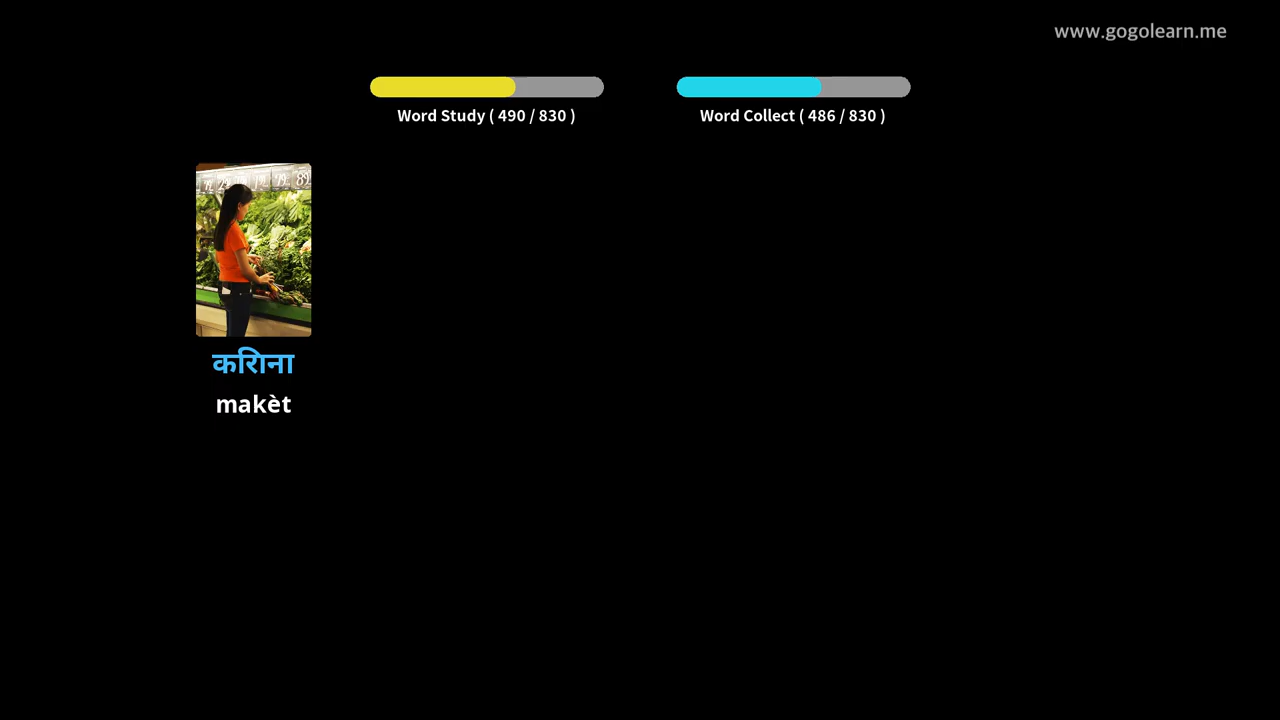 www.gogolearn.me
Word Study ( 490 / 830 )
Word Collect ( 486 / 830 )
करिाना
makèt